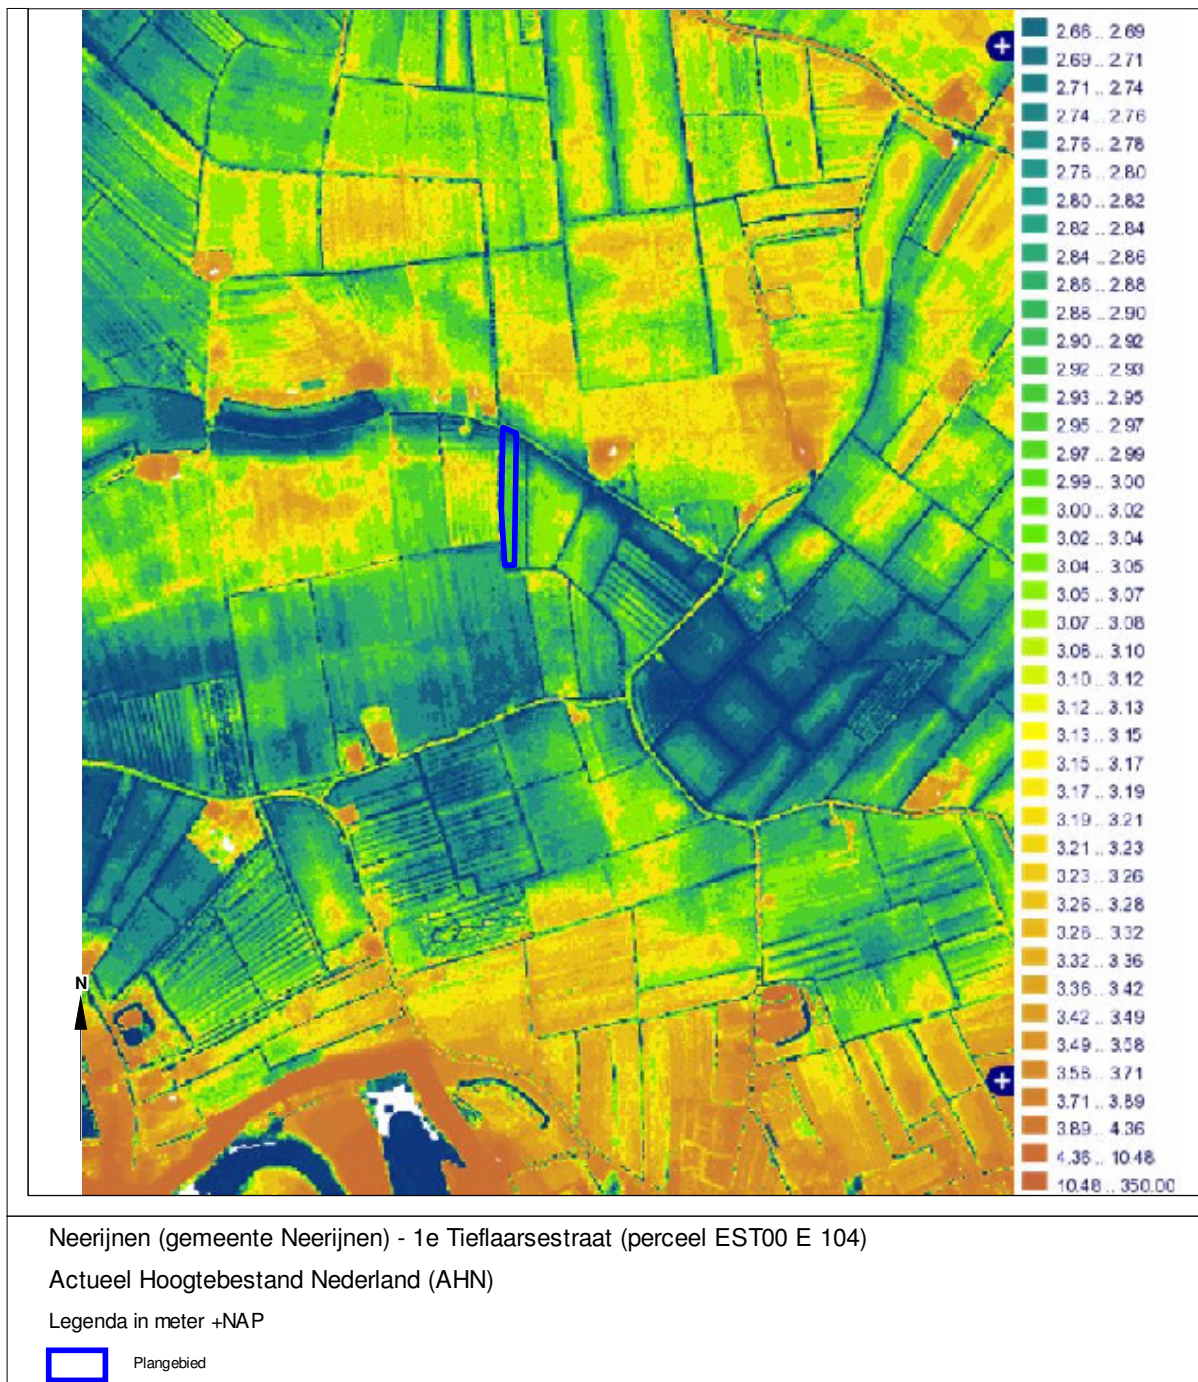 2.66 .. 2.69
2.69 .. 2.71
2.71 .. 2.74
2.74 .. 2.76
2.76 .. 2.78
2.78 .. 2.80
2.80 .. 2.82
2.82 .. 2.84
2.84 .. 2.86
2.86 .. 2.88
2.88 .. 2.90
2.90 .. 2.92
2.92 .. 2.93
2.93 .. 2.95
2.95 .. 2.97
2.97 .. 2.99
2.99 .. 3.00
3.00 .. 3.02
3.02 .. 3.04
3.04 .. 3.05
3.05 .. 3.07
3.07 .. 3.08
3.08 .. 3.10
3.10 .. 3.12
3.12 .. 3.13
3.13 .. 3.15
3.15 .. 3.17
3.17 .. 3.19
3.19 .. 3.21
3.21 .. 3.23
3.23 .. 3.26
3.26 .. 3.28
3.28 .. 3.32
3.32 .. 3.36
3.36 .. 3.42
3.42 .. 3.49
3.49 .. 3.58
3.58 .. 3.71
3.71 .. 3.89
3.89 .. 4.36
4.36 .. 10.48
10.48 .. 350.00
N
Neerijnen (gemeente Neerijnen) - 1e Tieflaarsestraat (perceel EST00 E 104)
Actueel Hoogtebestand Nederland (AHN)
Legenda in meter +NAP
Plangebied